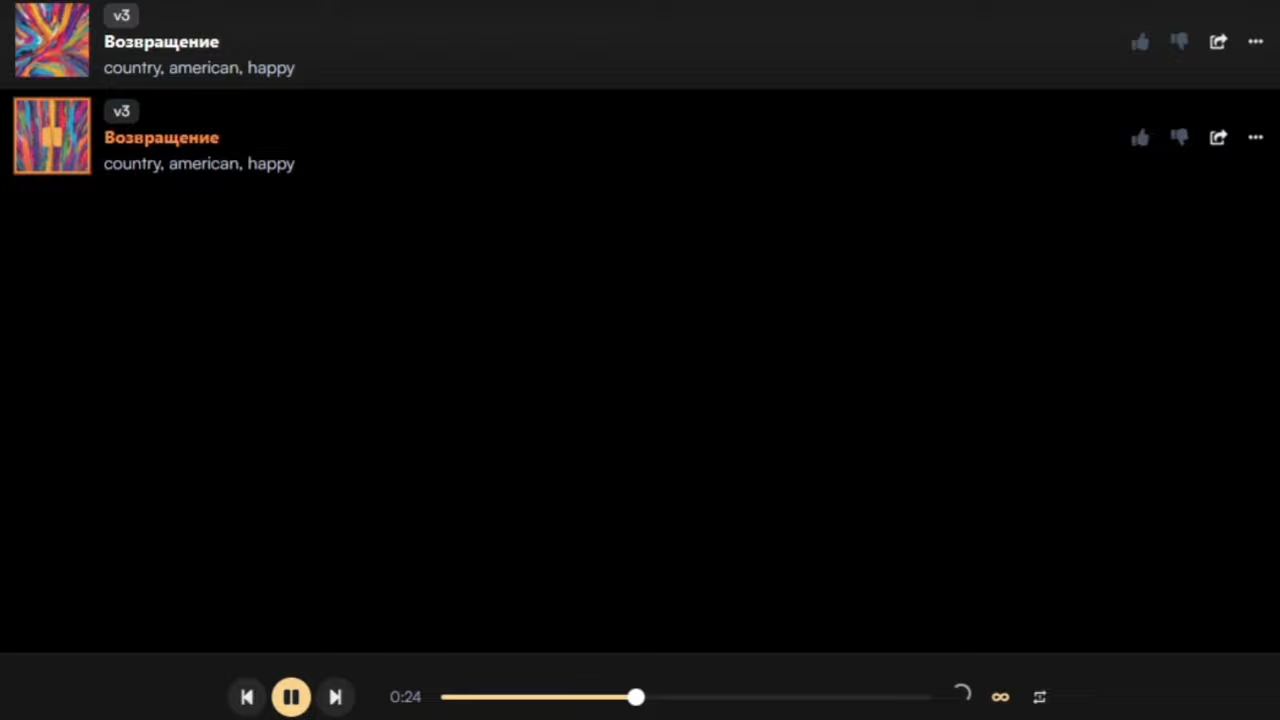 v3
Возвращение
country, american, happy
v3
Возвращение
country, american, happy
0:24